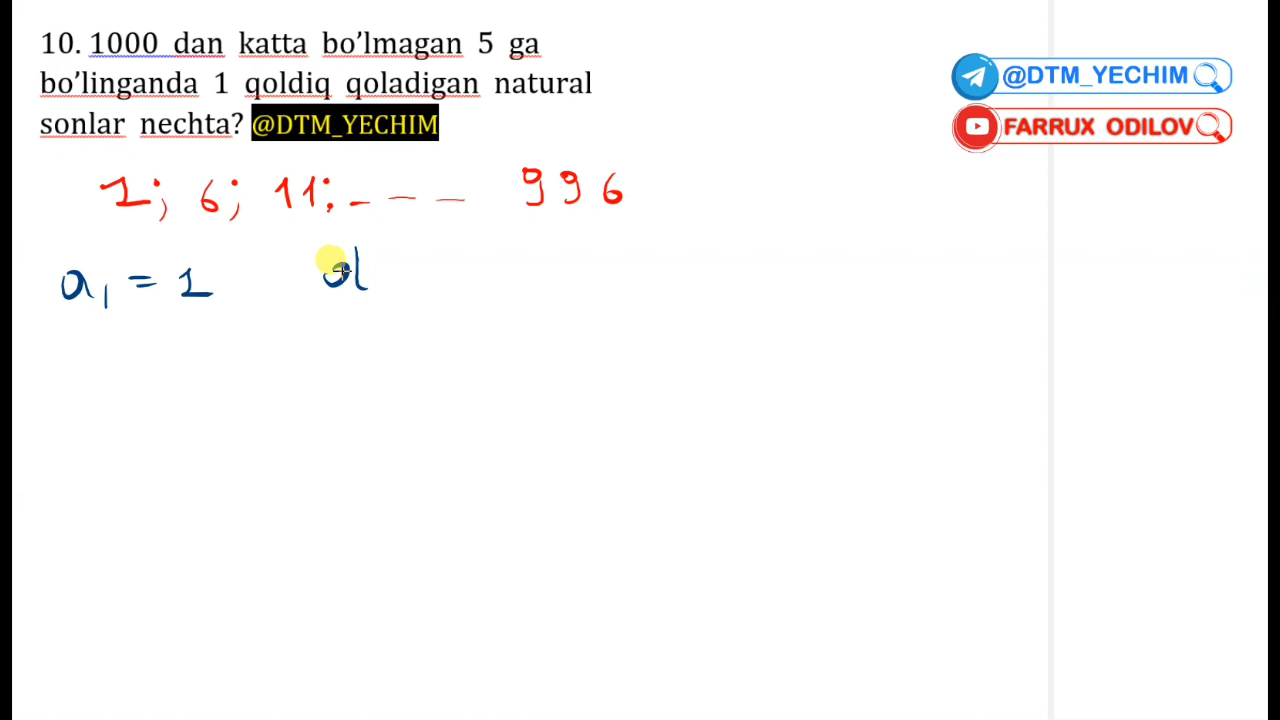 10. 1000 dan katta bo’lmagan 5 ga
bo’linganda 1 qoldiq qoladigan natural
sonlar nechta? @DTM_YECHIM
@DTM_YECHIM
FARRUX ODILOV
1; 6; 11; - - - 996
a₁ = 1 d